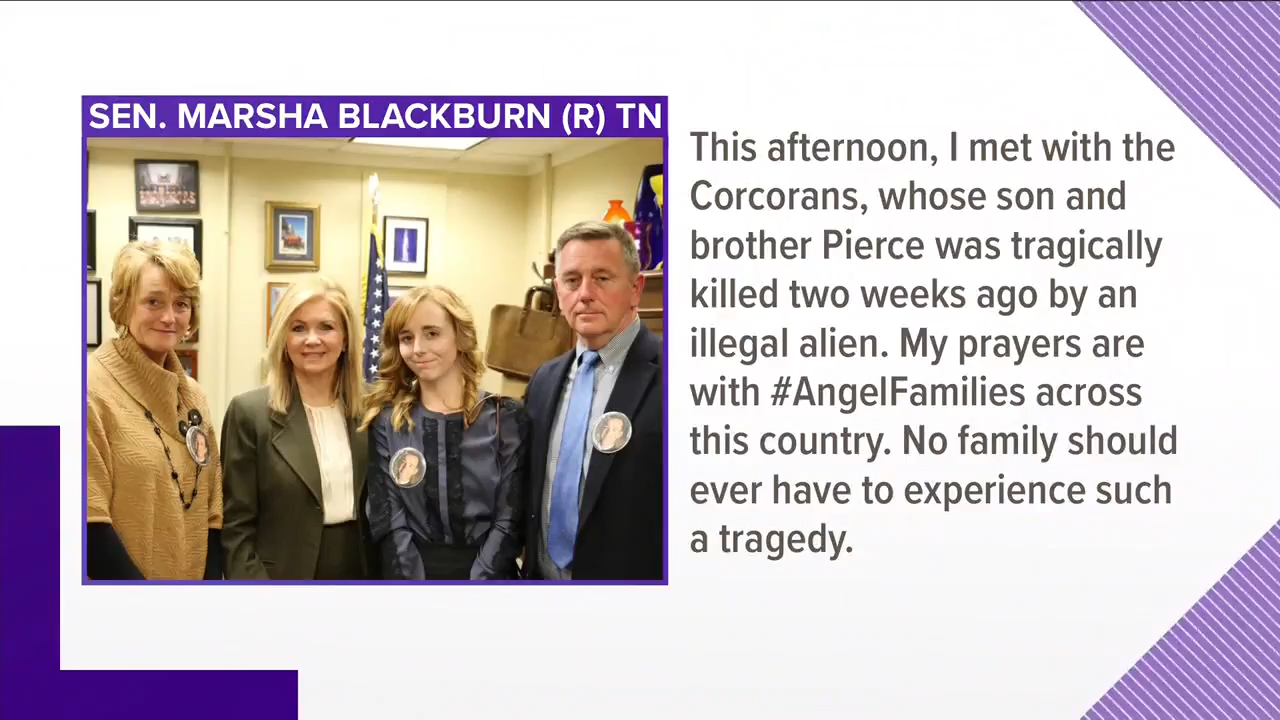 SEN. MARSHA BLACKBURN (R) TN
This afternoon, I met with the
Corcorans, whose son and
brother Pierce was tragically
killed two weeks ago by an
illegal alien. My prayers are
with #AngelFamilies across
this country. No family should
ever have to experience such
a tragedy.